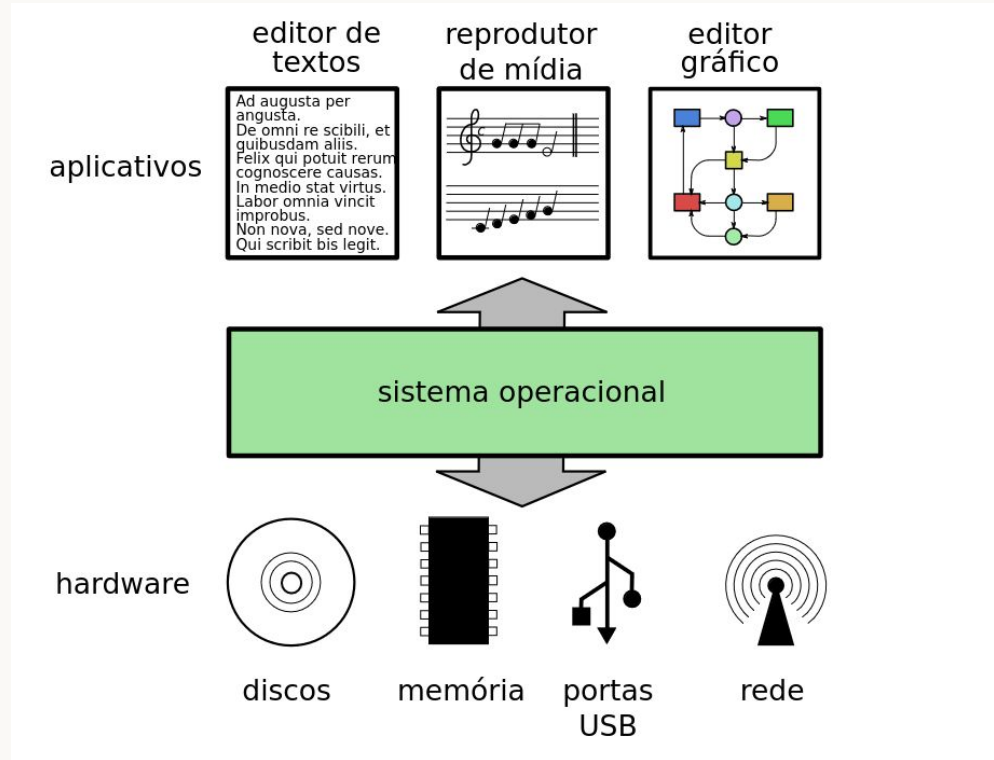 editor de
textos
reprodutor
de mídia
editor
gráfico
aplicativos
Ad augusta per
angusta.
De omni re scibili, et
quibusdam aliis.
Felix qui potuit rerum
cognoscere causas.
In medio stat virtus.
Labor omnia vincit
improbus.
Non nova, sed nove.
Qui scribit bis legit.
sistema operacional
hardware
discos
memória
portas
USB
rede